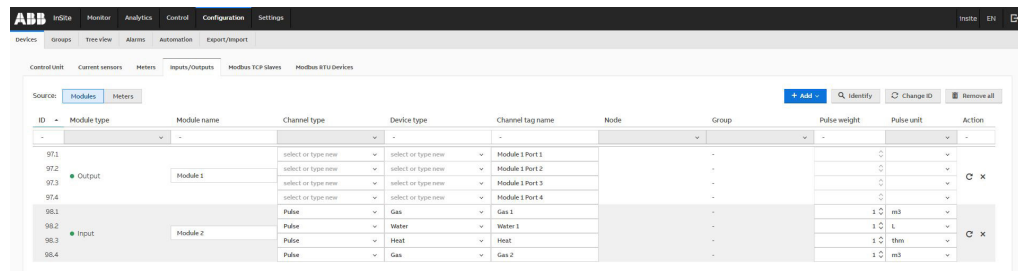 ABB InSite Monitor Analytics Control Configuration Settings Insite EN
Devices Groups Tree view Alarms Automation Export/Import
Control Unit Current sensors Meters Inputs/Outputs Modbus TCP Slaves Modbus RTU Devices
Source: Modules Meters + Add Identify Change ID Remove all
ID Module type Module name Channel type Device type Channel tag name Node Group Pulse weight Pulse unit Action
- - - - - - -
97.1 select or type new select or type new Module 1 Port 1 -
97.2 select or type new select or type new Module 1 Port 2 -
Output Module 1
97.3 select or type new select or type new Module 1 Port 3 -
97.4 select or type new select or type new Module 1 Port 4 -
98.1 Pulse Gas Gas 1 - 1 m3
98.2 Pulse Water Water 1 - 1 L
Input Module 2
98.3 Pulse Heat Heat - 1 thm
98.4 Pulse Gas Gas 2 - 1 m3